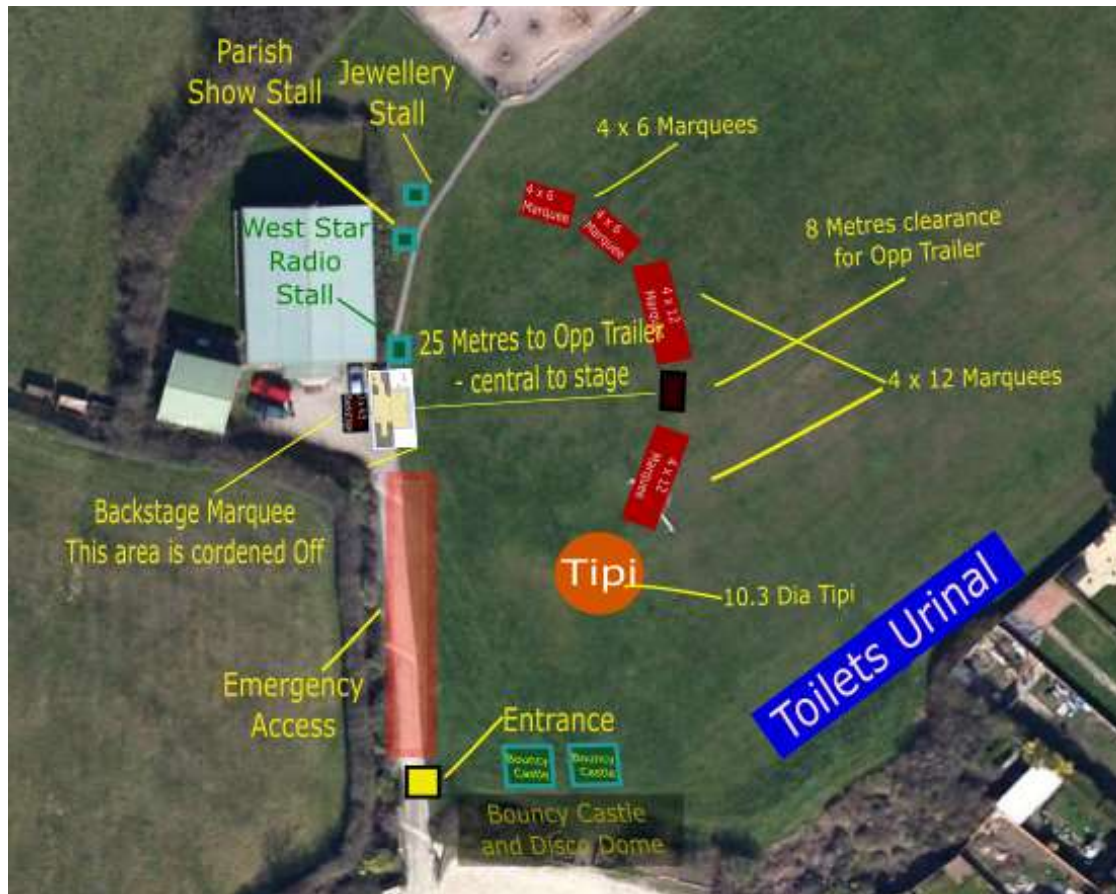 Parish
Show Stall
Jewellery
Stall
4 x 6 Marquees
4 x 6
Marquee
4 x 6
Marquee
8 Metres clearance
for Opp Trailer
West Star
Radio
Stall
4 x 12
Marquee
25 Metres to Opp Trailer
- central to stage
4 x 12 Marquees
4 x 12
Marquee
Backstage Marquee
This area is cordened Off
Tipi
10.3 Dia Tipi
Toilets Urinal
Emergency
Access
Entrance
Bouncy
Castle
Bouncy
Castle
Bouncy Castle
and Disco Dome